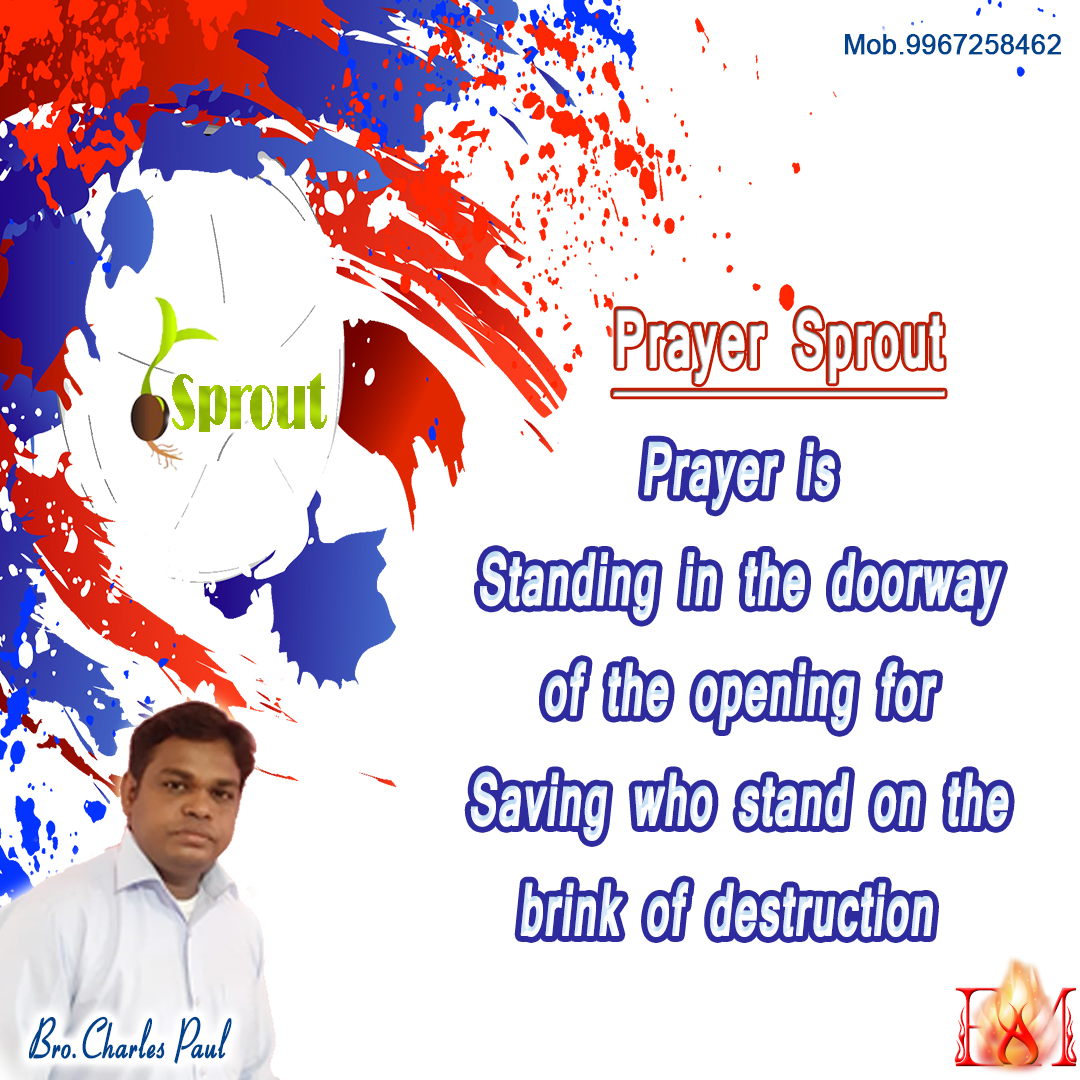 Mob.9967258462
Sprout
Prayer Sprout
Prayer is
Standing in the doorway
of the opening for
Saving who stand on the
brink of destruction
Bro. Charles Paul